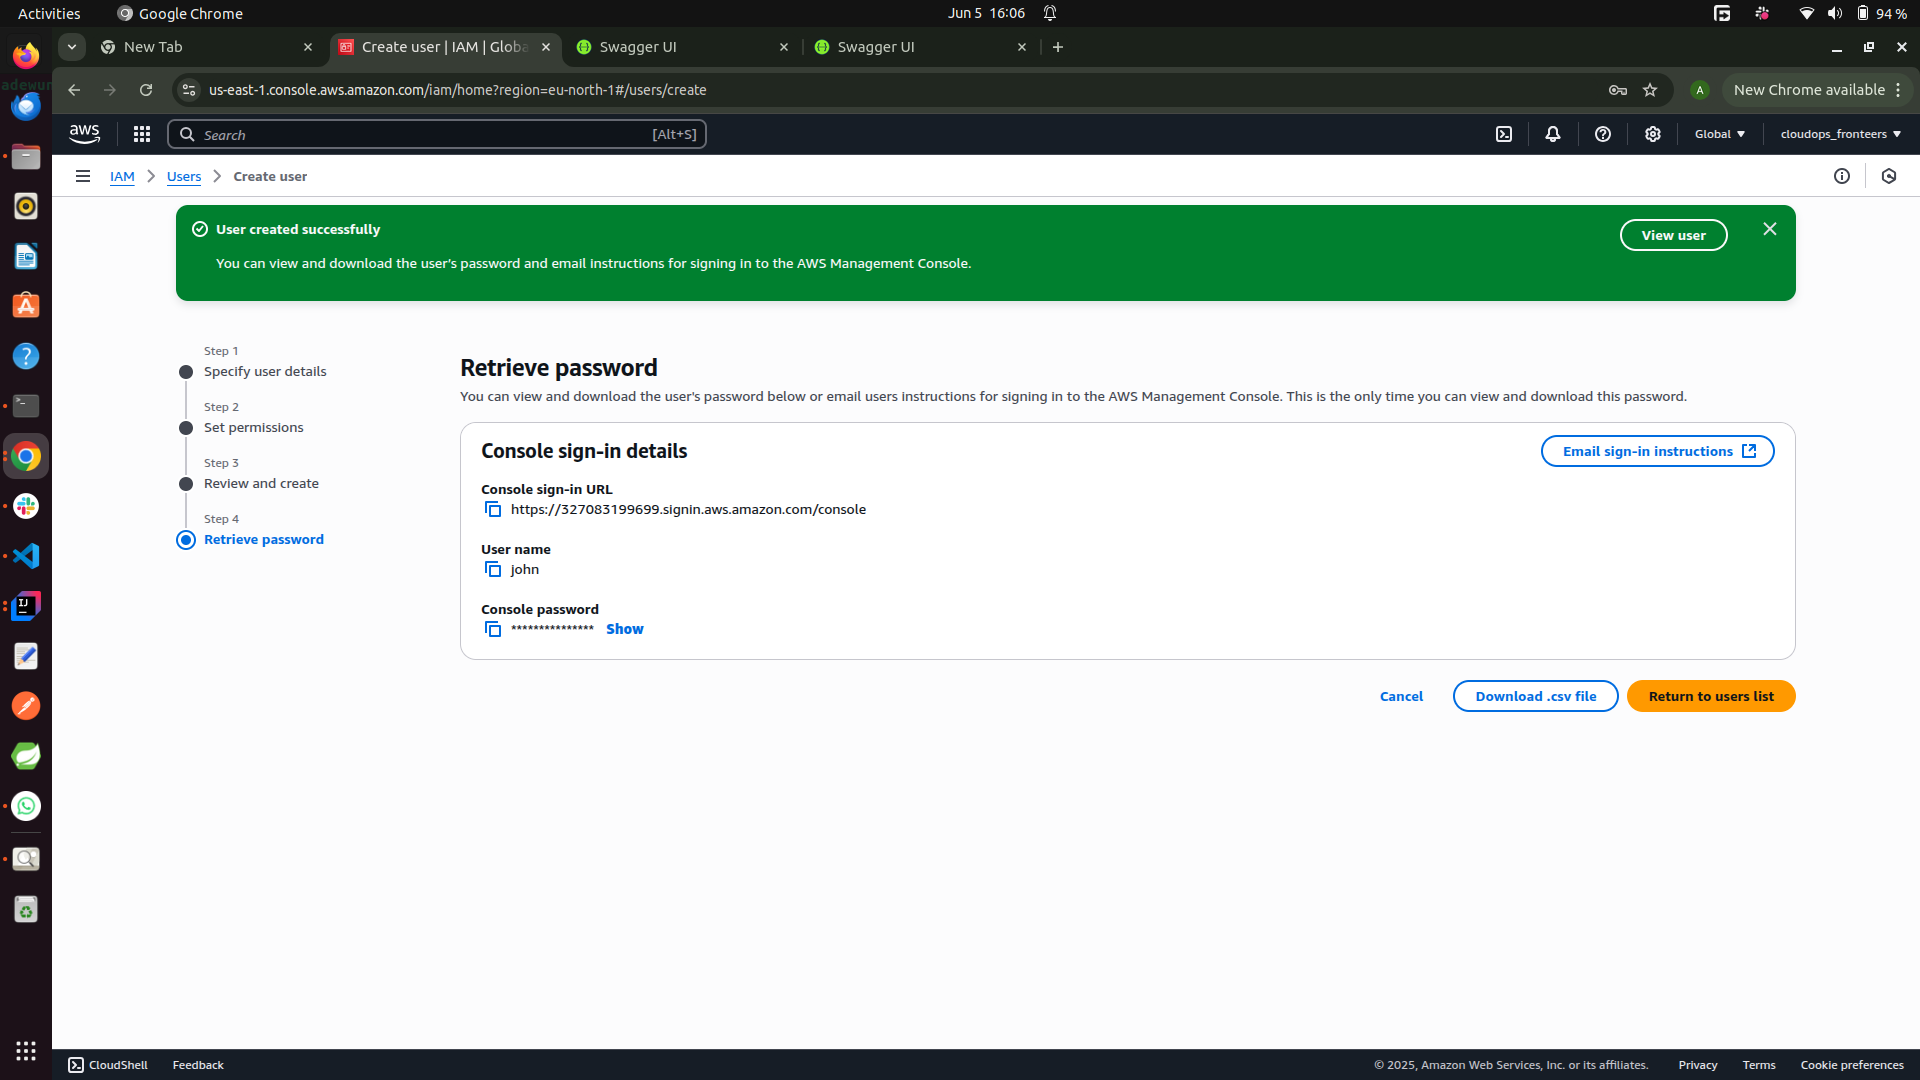 Activities
Google Chrome
Jun 5 16:06
94 %
New Tab
Create user | IAM | Globa
Swagger UI
Swagger UI
us-east-1.console.aws.amazon.com/iam/home?region=eu-north-1#/users/create
A
New Chrome available
aws
Search
[Alt+S]
Global
cloudops_fronteers
IAM
Users
Create user
User created successfully
View user
You can view and download the user's password and email instructions for signing in to the AWS Management Console.
Step 1
Specify user details
Step 2
Set permissions
Step 3
Review and create
Step 4
Retrieve password
Retrieve password
You can view and download the user's password below or email users instructions for signing in to the AWS Management Console. This is the only time you can view and download this password.
Console sign-in details
Email sign-in instructions
Console sign-in URL
https://327083199699.signin.aws.amazon.com/console
User name
john
Console password
*************** Show
Cancel
Download .csv file
Return to users list
CloudShell
Feedback
© 2025, Amazon Web Services, Inc. or its affiliates.
Privacy
Terms
Cookie preferences